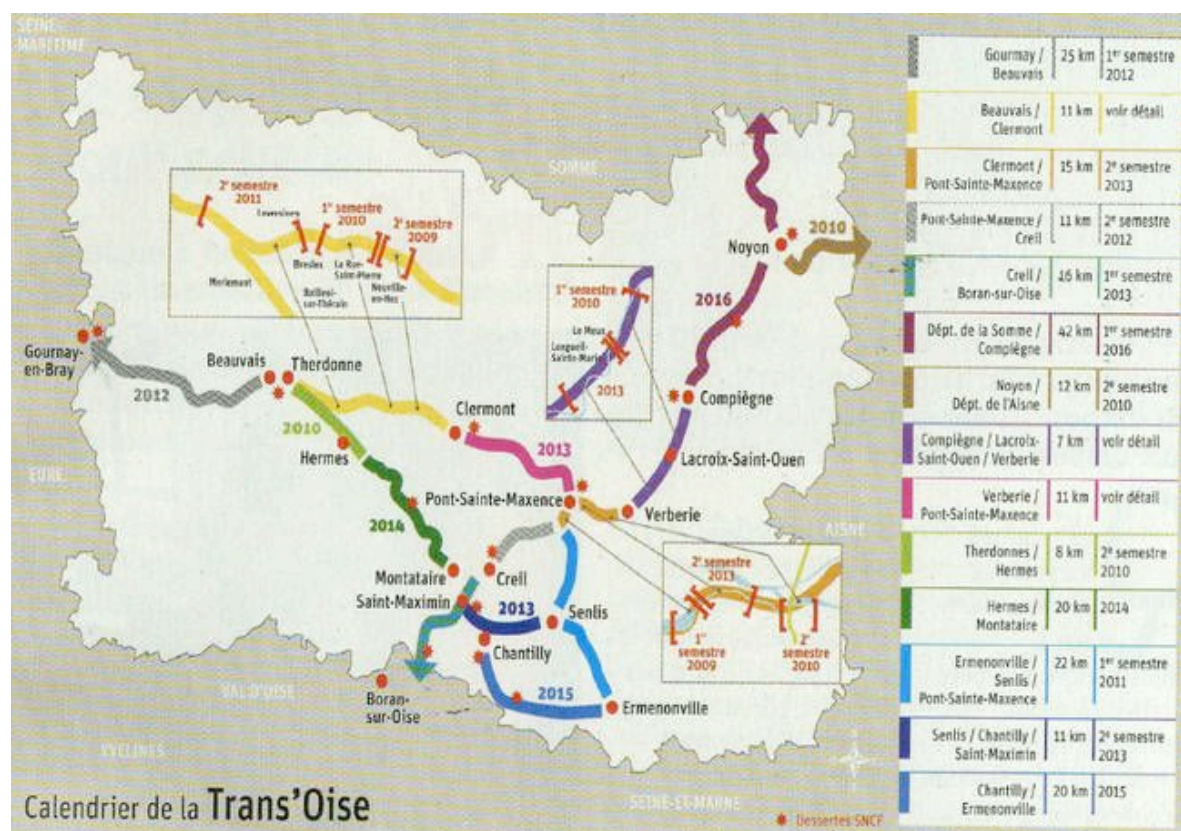 SEINE-
MARITIME
SOMME
EURE
AISNE
VAL D'OISE
YVELINES
SEINE-ET-MARNE
2e semestre
2011
1er semestre
2010
2e semestre
2009
Bresles
La Rue-
Saint-Pierre
Neuville-
en-Hez
Bailleul-
sur-Thérain
Gournay-
en-Bray
2012
Beauvais
Therdonne
2010
Hermes
2014
Clermont
2013
Pont-Sainte-Maxence
Montataire
Creil
Saint-Maximin
2013
Senlis
Chantilly
2015
Boran-
sur-Oise
Ermenonville
Noyon
2010
2016
Compiègne
Lacroix-Saint-Ouen
Verberie
1er semestre
2010
Le Meux
Longueil-
Sainte-Marie
2013
2e semestre
2013
1er
semestre
2009
2e
semestre
2010
Gournay /
Beauvais
25 km
1er semestre
2012
Beauvais /
Clermont
11 km
voir détail
Clermont /
Pont-Sainte-Maxence
15 km
2e semestre
2013
Pont-Sainte-Maxence /
Creil
11 km
2e semestre
2012
Creil /
Boran-sur-Oise
16 km
1er semestre
2013
Dépt. de la Somme /
Compiègne
42 km
1er semestre
2016
Noyon /
Dépt. de l'Aisne
12 km
2e semestre
2010
Compiègne / Lacroix-
Saint-Ouen / Verberie
7 km
voir détail
Verberie /
Pont-Sainte-Maxence
11 km
voir détail
Therdonnes /
Hermes
8 km
2e semestre
2010
Hermes /
Montataire
20 km
2014
Ermenonville /
Senlis /
Pont-Sainte-Maxence
22 km
1er semestre
2011
Senlis / Chantilly /
Saint-Maximin
11 km
2e semestre
2013
Chantilly /
Ermenonville
20 km
2015
Calendrier de la Trans'Oise
Dessertes SNCF